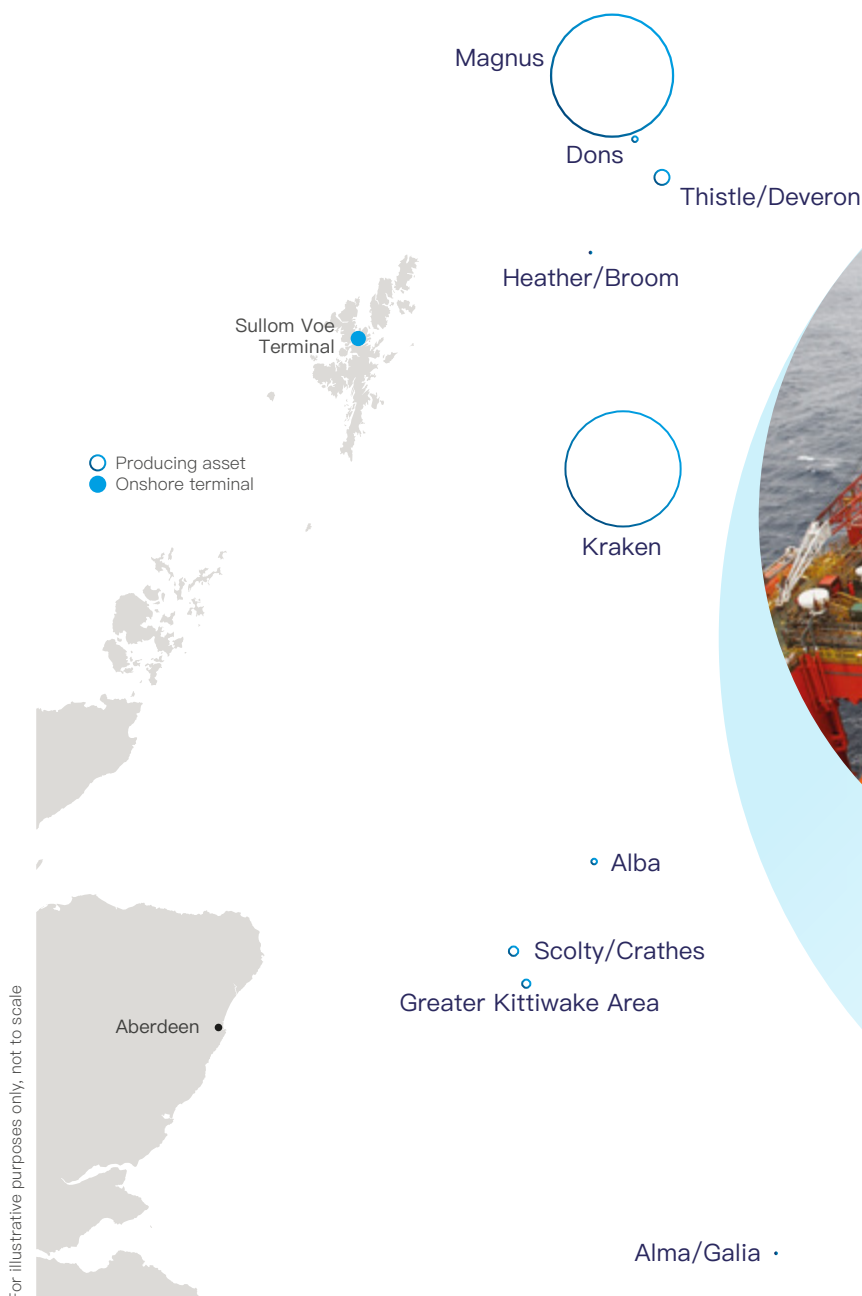 Magnus
Dons
Thistle/Deveron
Heather/Broom
Sullom Voe
Terminal
Producing asset
Onshore terminal
Kraken
Alba
Scolty/Crathes
Greater Kittiwake Area
Aberdeen
Alma/Galia
For illustrative purposes only, not to scale